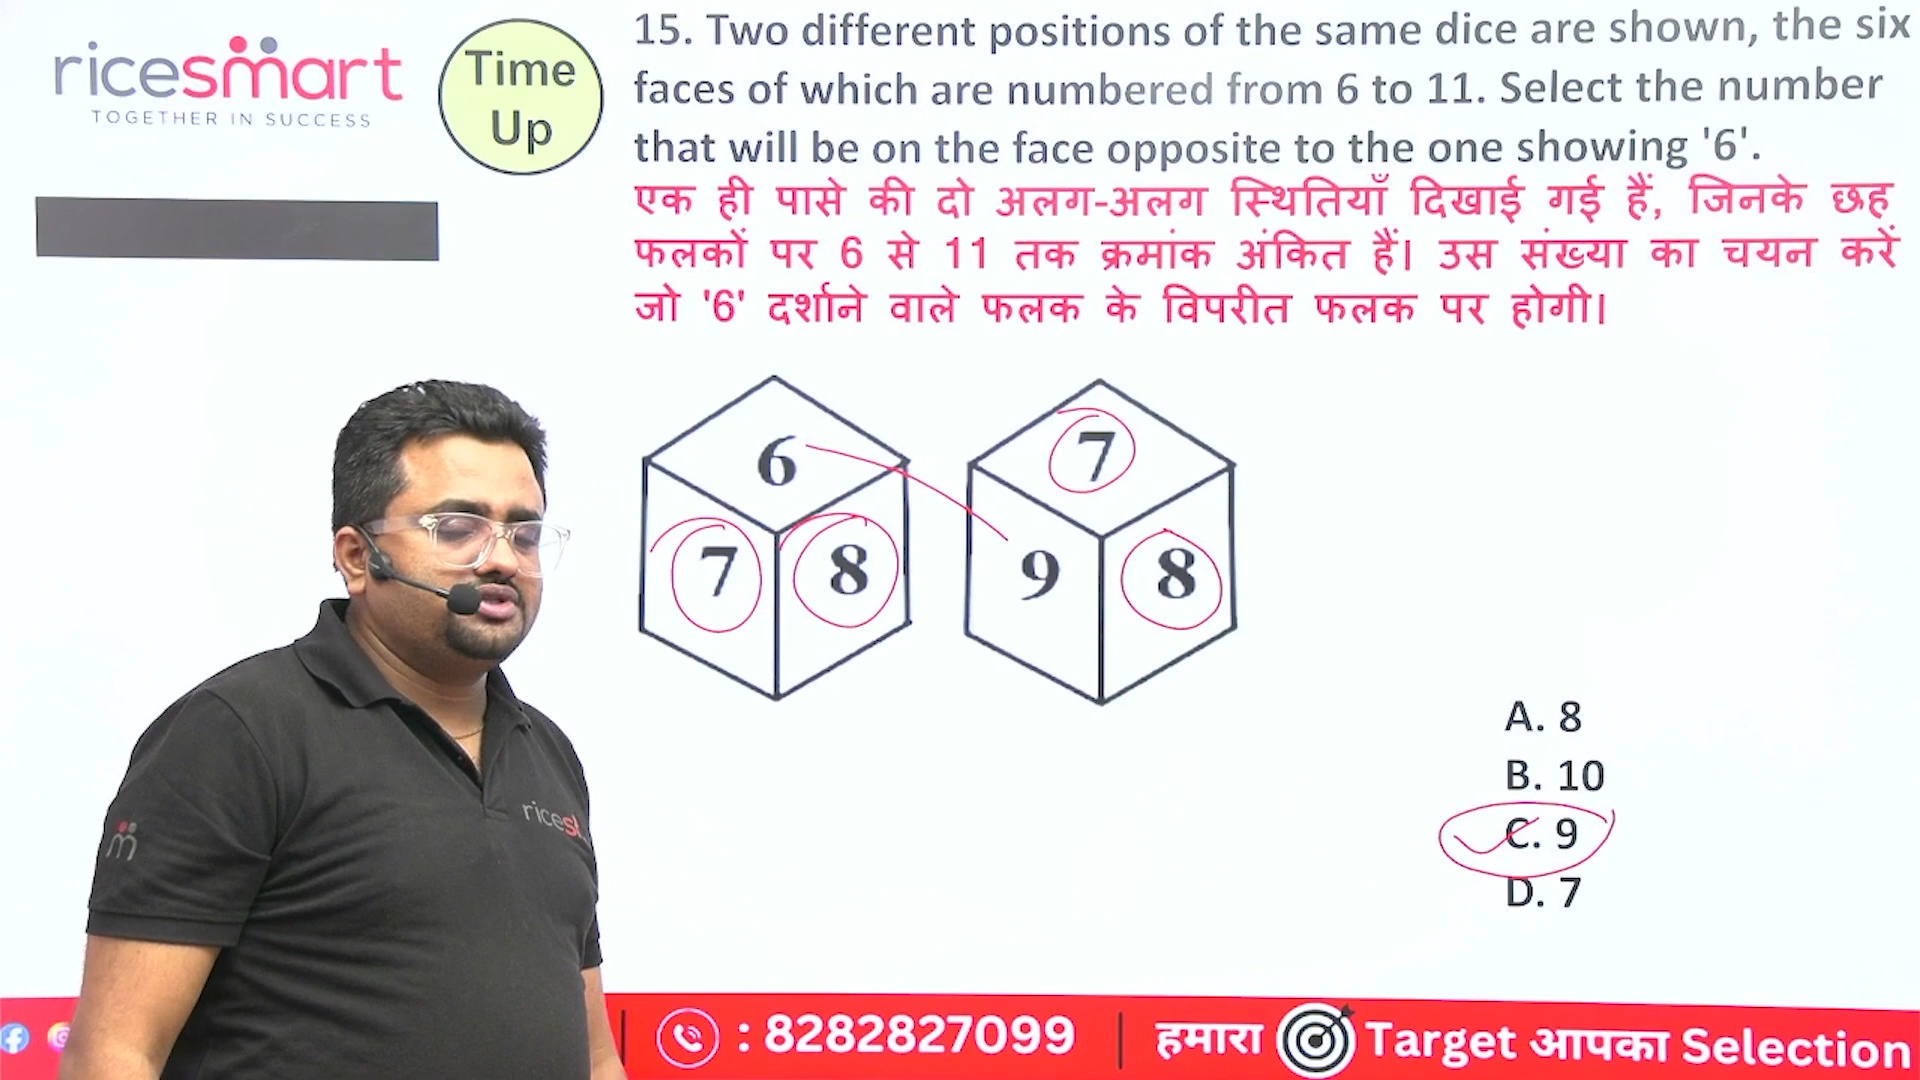 ricesmart
TOGETHER IN SUCCESS
Time
Up
15. Two different positions of the same dice are shown, the six
faces of which are numbered from 6 to 11. Select the number
that will be on the face opposite to the one showing '6'.
एक ही पासे की दो अलग-अलग स्थितियाँ दिखाई गई हैं, जिनके छह
फलकों पर 6 से 11 तक क्रमांक अंकित हैं। उस संख्या का चयन करें
जो '6' दर्शाने वाले फलक के विपरीत फलक पर होगी।
6
7 8
7
9 8
A. 8
B. 10
C. 9
D. 7
: 8282827099
हमारा Target आपका Selection